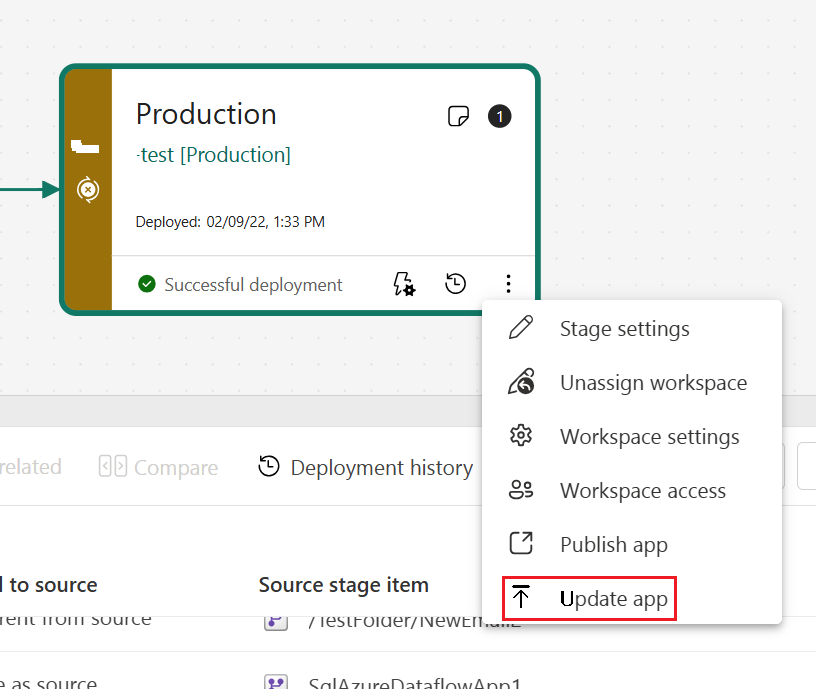 Production
1
·test [Production]
Deployed: 02/09/22, 1:33 PM
Successful deployment
Stage settings
Unassign workspace
Workspace settings
related
Compare
Deployment history
Workspace access
Publish app
to source
Source stage item
Update app
rent from source
/TestFolder/NewEmail2
as source
SqlAzureDataflowApp1